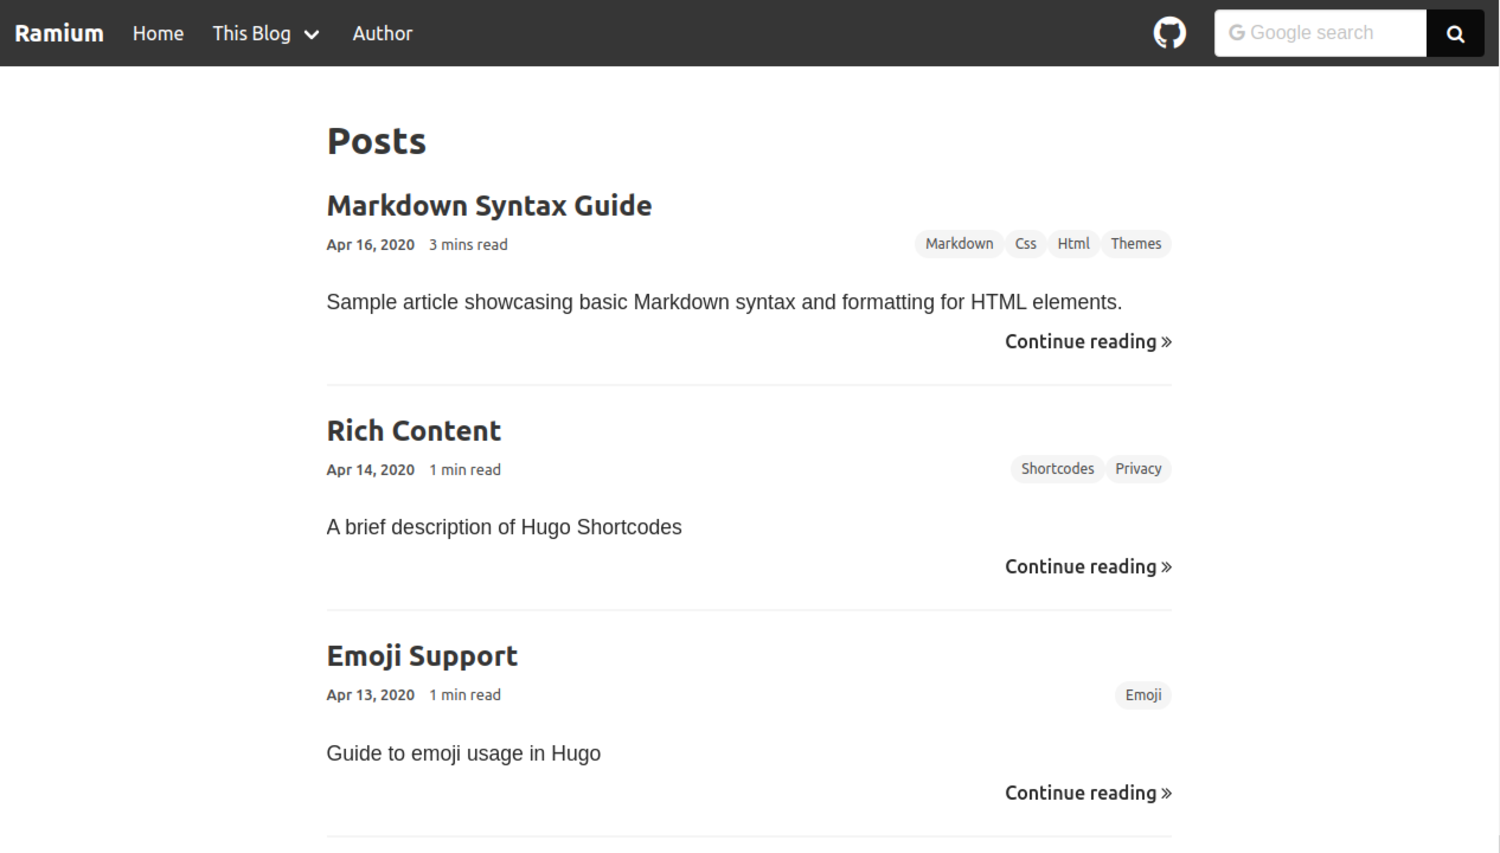 Ramium Home This Blog Author Google search
Posts
Markdown Syntax Guide
Apr 16, 2020 3 mins read Markdown Css Html Themes
Sample article showcasing basic Markdown syntax and formatting for HTML elements.
Continue reading »
Rich Content
Apr 14, 2020 1 min read Shortcodes Privacy
A brief description of Hugo Shortcodes
Continue reading »
Emoji Support
Apr 13, 2020 1 min read Emoji
Guide to emoji usage in Hugo
Continue reading »